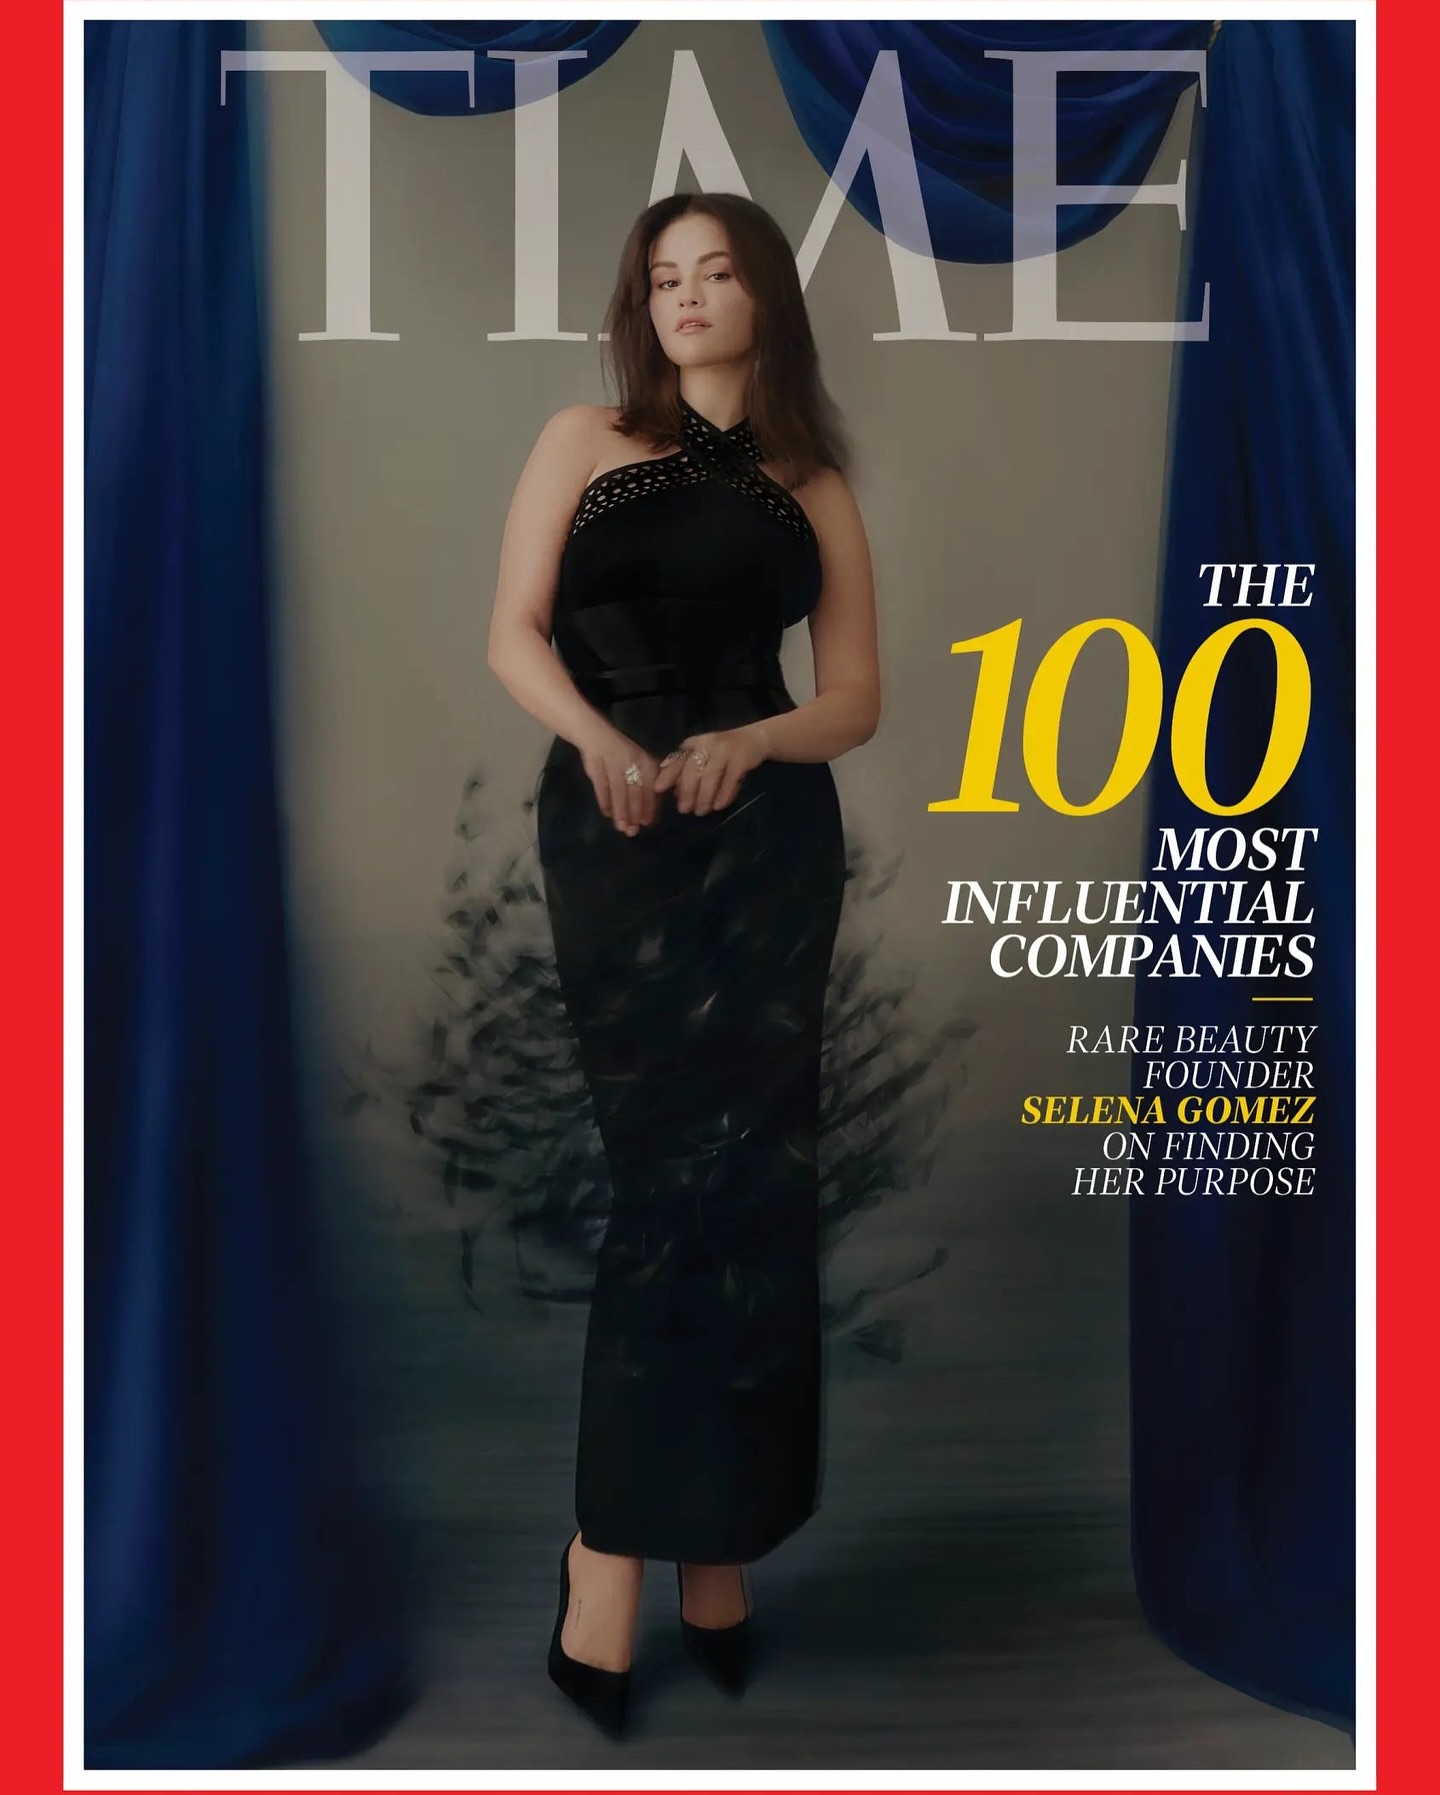 TIME
THE
100
MOST
INFLUENTIAL
COMPANIES
RARE BEAUTY
FOUNDER
SELENA GOMEZ
ON FINDING
HER PURPOSE